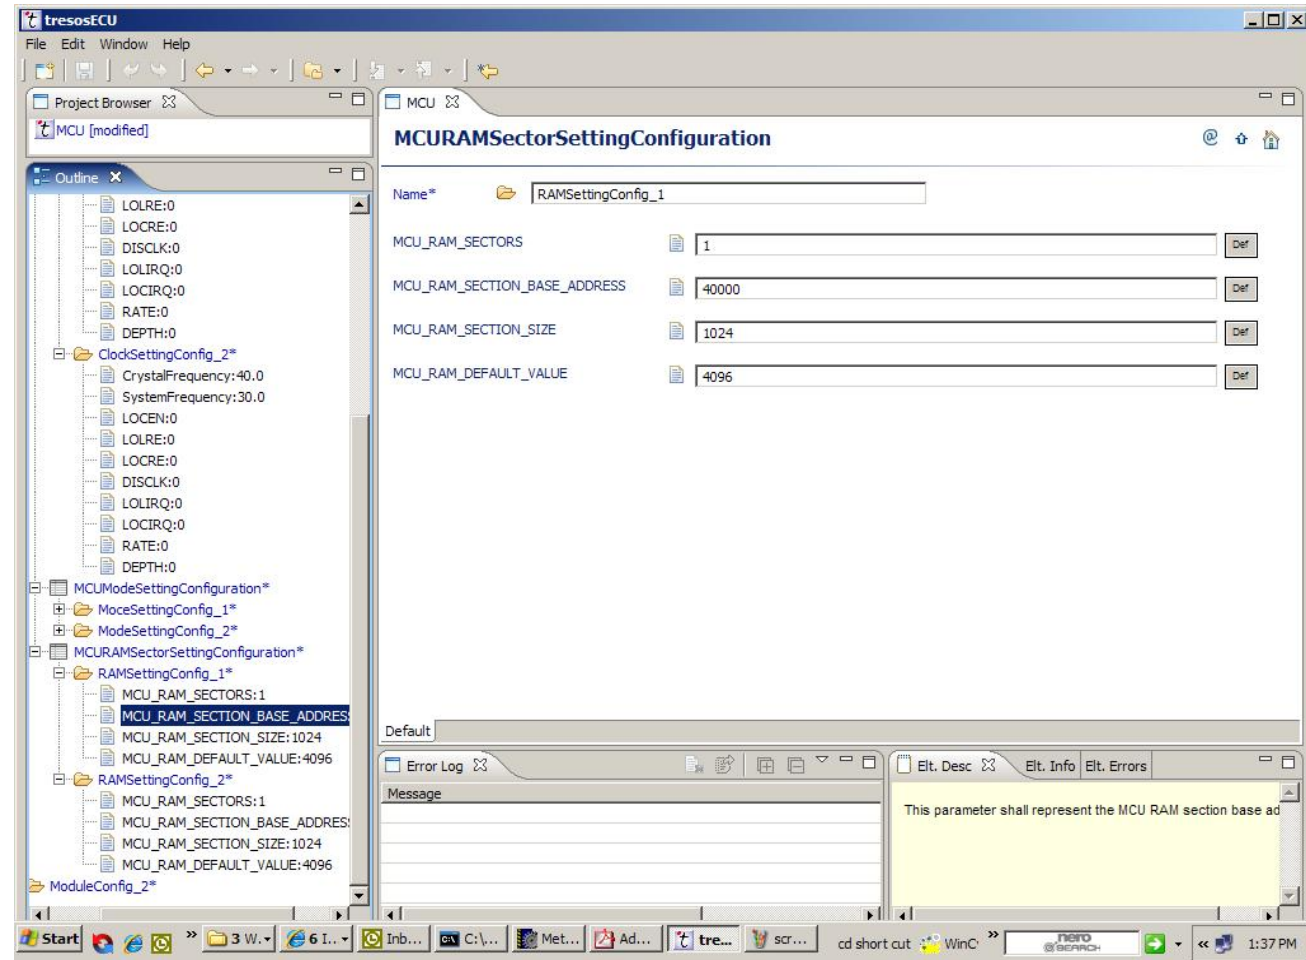 tresosECU
File Edit Window Help
Project Browser
MCU [modified]
Outline
LOLRE:0
LOCRE:0
DISCLK:0
LOLIRQ:0
LOCIRQ:0
RATE:0
DEPTH:0
ClockSettingConfig_2*
CrystalFrequency:40.0
SystemFrequency:30.0
LOCEN:0
LOLRE:0
LOCRE:0
DISCLK:0
LOLIRQ:0
LOCIRQ:0
RATE:0
DEPTH:0
MCUModeSettingConfiguration*
MoceSettingConfig_1*
ModeSettingConfig_2*
MCURAMSectorSettingConfiguration*
RAMSettingConfig_1*
MCU_RAM_SECTORS:1
MCU_RAM_SECTION_BASE_ADDRES
MCU_RAM_SECTION_SIZE:1024
MCU_RAM_DEFAULT_VALUE:4096
RAMSettingConfig_2*
MCU_RAM_SECTORS:1
MCU_RAM_SECTION_BASE_ADDRES
MCU_RAM_SECTION_SIZE:1024
MCU_RAM_DEFAULT_VALUE:4096
ModuleConfig_2*
MCU
MCURAMSectorSettingConfiguration
Name* RAMSettingConfig_1
MCU_RAM_SECTORS 1 Def
MCU_RAM_SECTION_BASE_ADDRESS 40000 Def
MCU_RAM_SECTION_SIZE 1024 Def
MCU_RAM_DEFAULT_VALUE 4096 Def
Default
Error Log
Message
Elt. Desc Elt. Info Elt. Errors
This parameter shall represent the MCU RAM section base ad
Start 3 W... 6 I... Inb... C:\... Met... Ad... tre... scr... cd short cut WinC nero SEARCH 1:37 PM